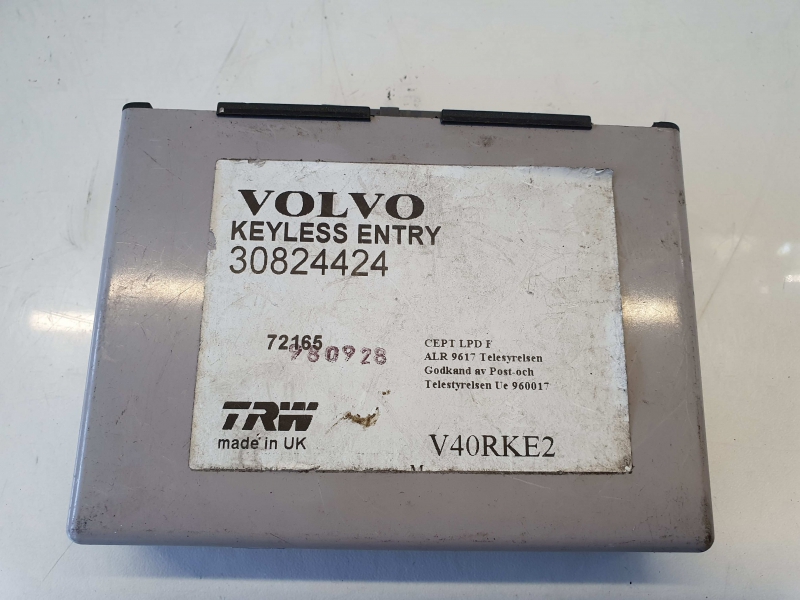 VOLVO
KEYLESS ENTRY
30824424
72165
980928
CEPT LPD F
ALR 9617 Telesyrelsen
Godkand av Post-och
Telestyrelsen Ue 960017
TRW
made in UK
V40RKE2